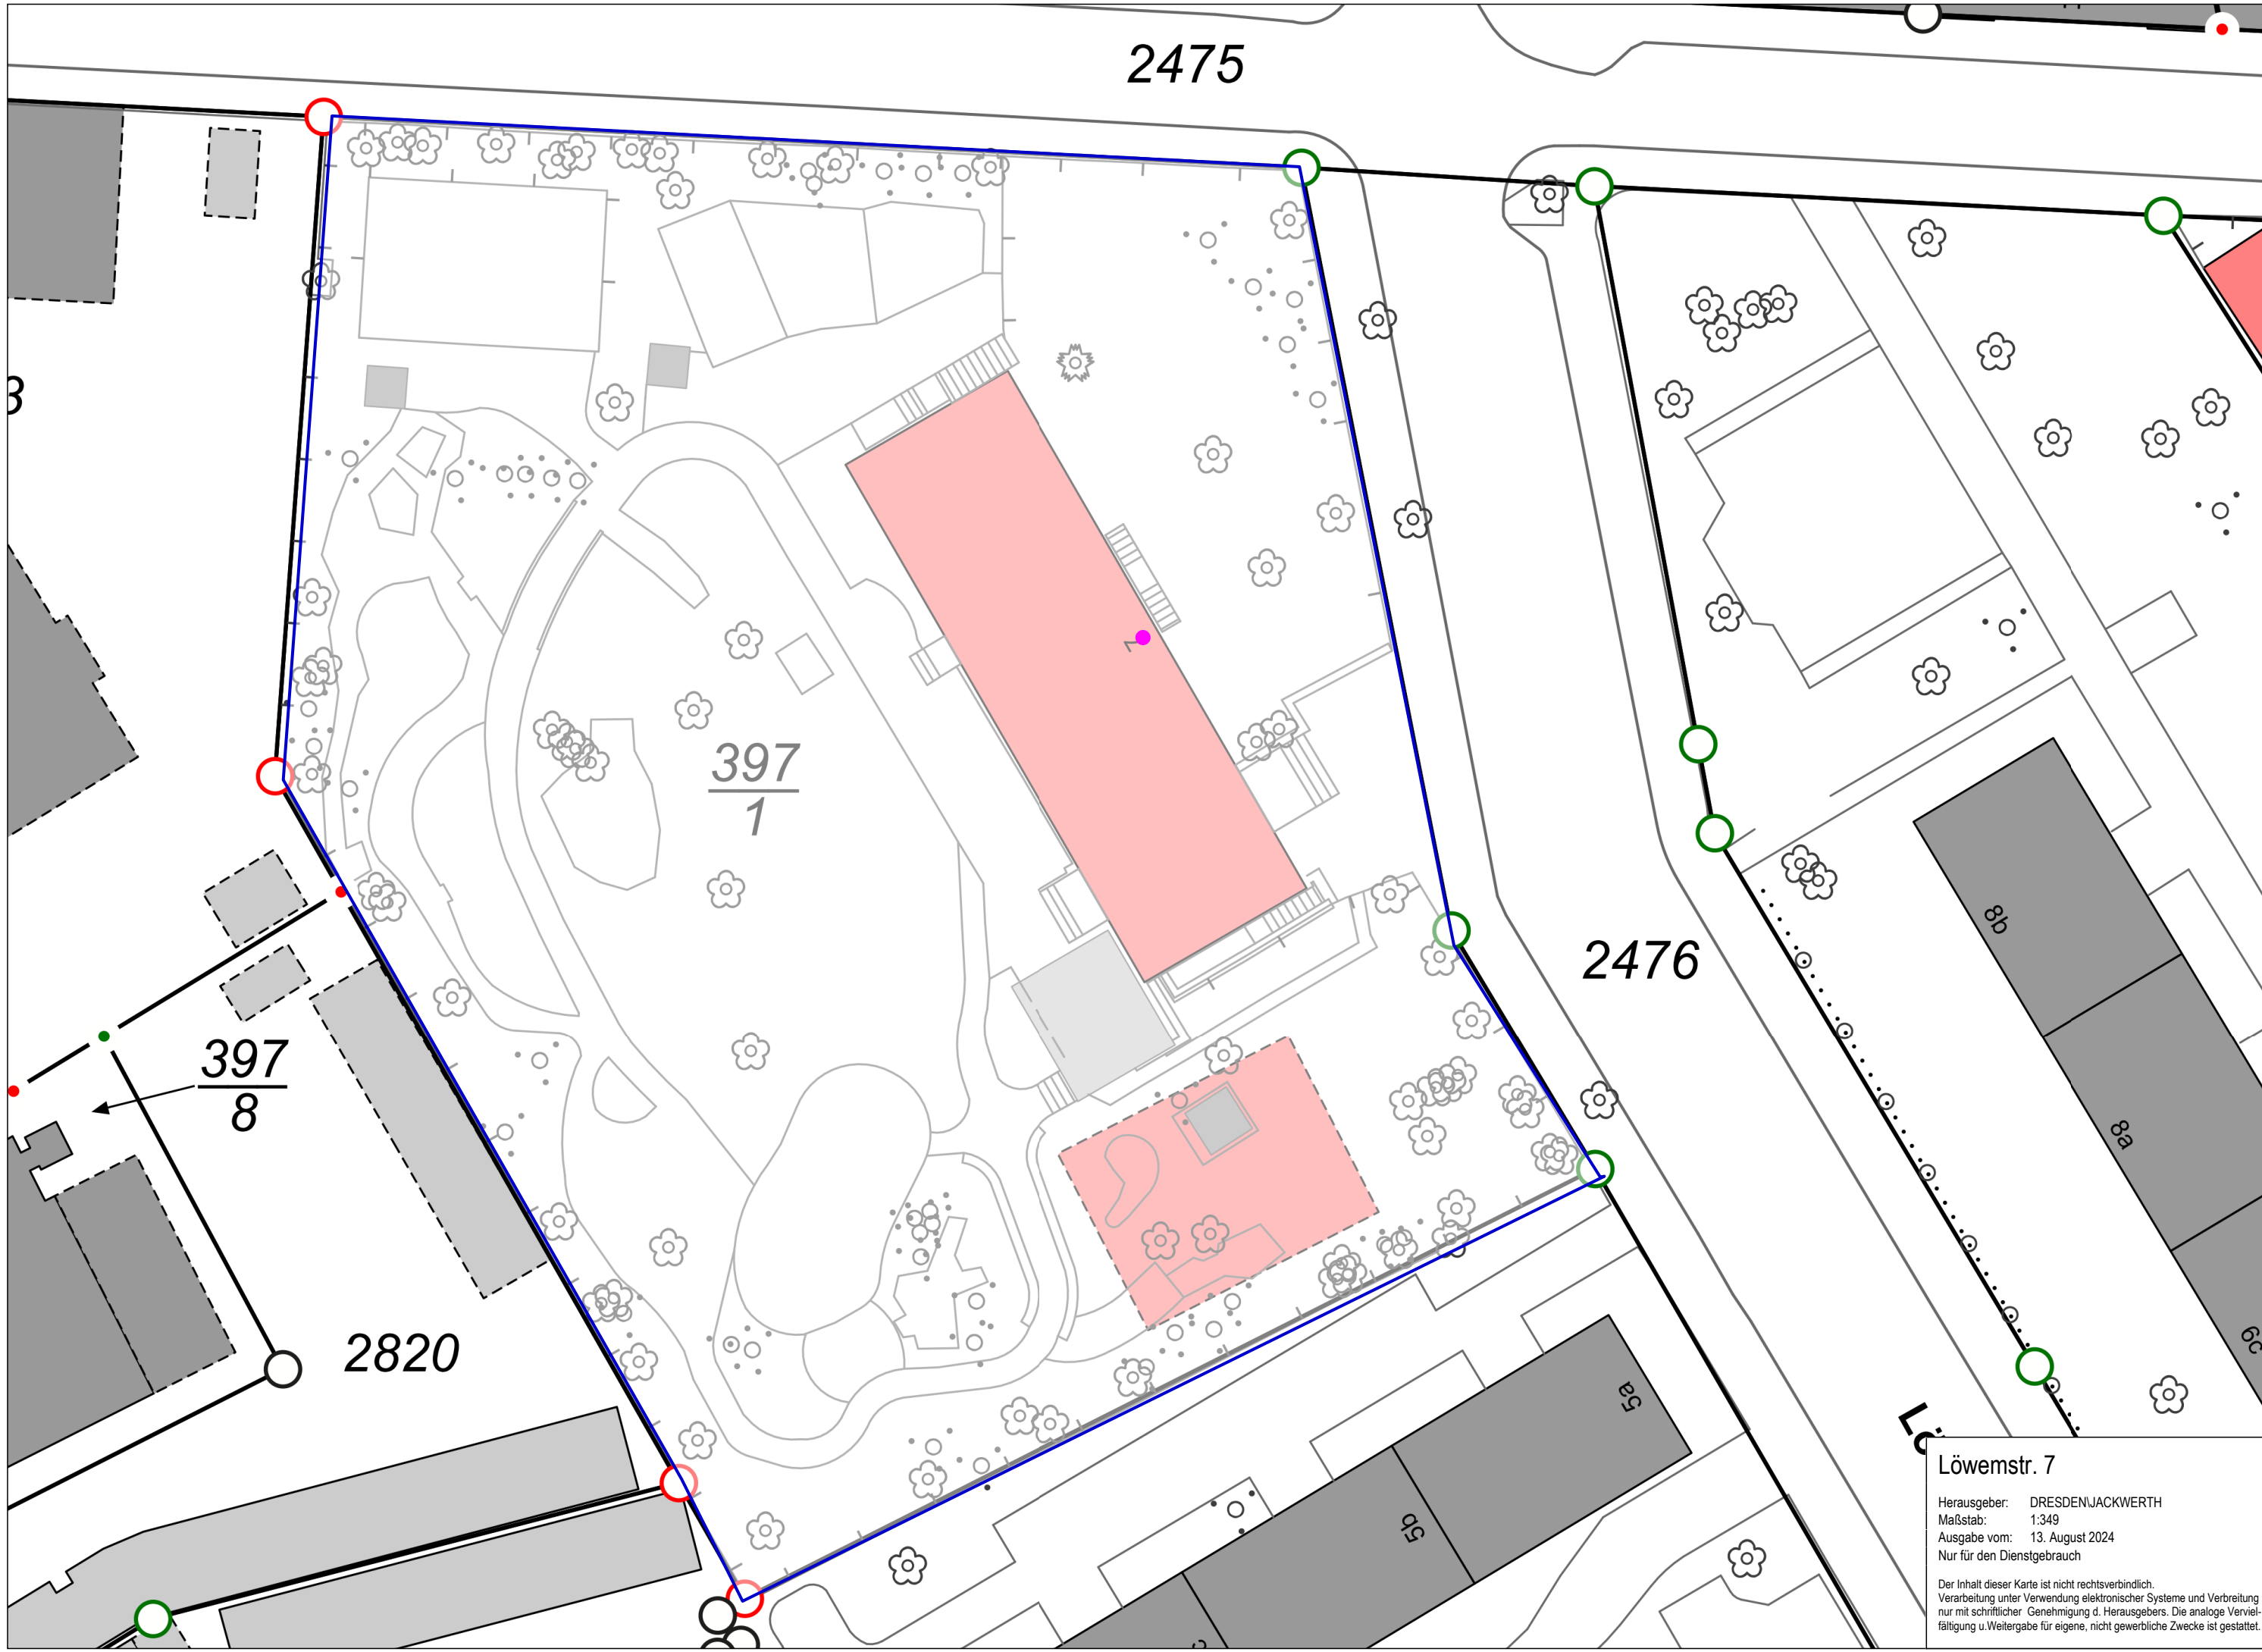 2475
3
7
397
1
2476
8b
397
8
8a
2820
6c
5a
5b
Löwemstr. 7
Herausgeber: DRESDEN\JACKWERTH
Maßstab: 1:349
Ausgabe vom: 13. August 2024
Nur für den Dienstgebrauch
Der Inhalt dieser Karte ist nicht rechtsverbindlich.
Verarbeitung unter Verwendung elektronischer Systeme und Verbreitung
nur mit schriftlicher Genehmigung d. Herausgebers. Die analoge Verviel-
fältigung u.Weitergabe für eigene, nicht gewerbliche Zwecke ist gestattet.